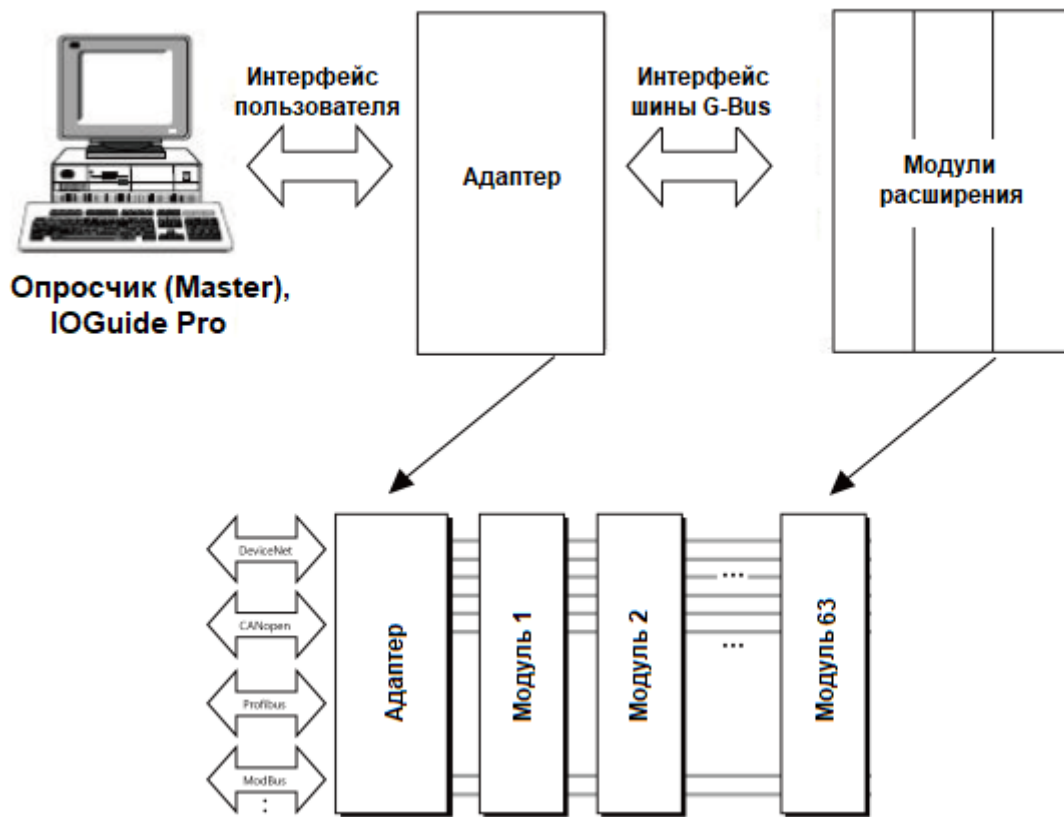 Интерфейс
пользователя
Интерфейс
шины G-Bus
Адаптер
Модули
расширения
Опросчик (Master),
IOGuide Pro
DeviceNet
CANopen
Profibus
ModBus
:
Адаптер
Модуль 1
Модуль 2
...
...
Модуль 63